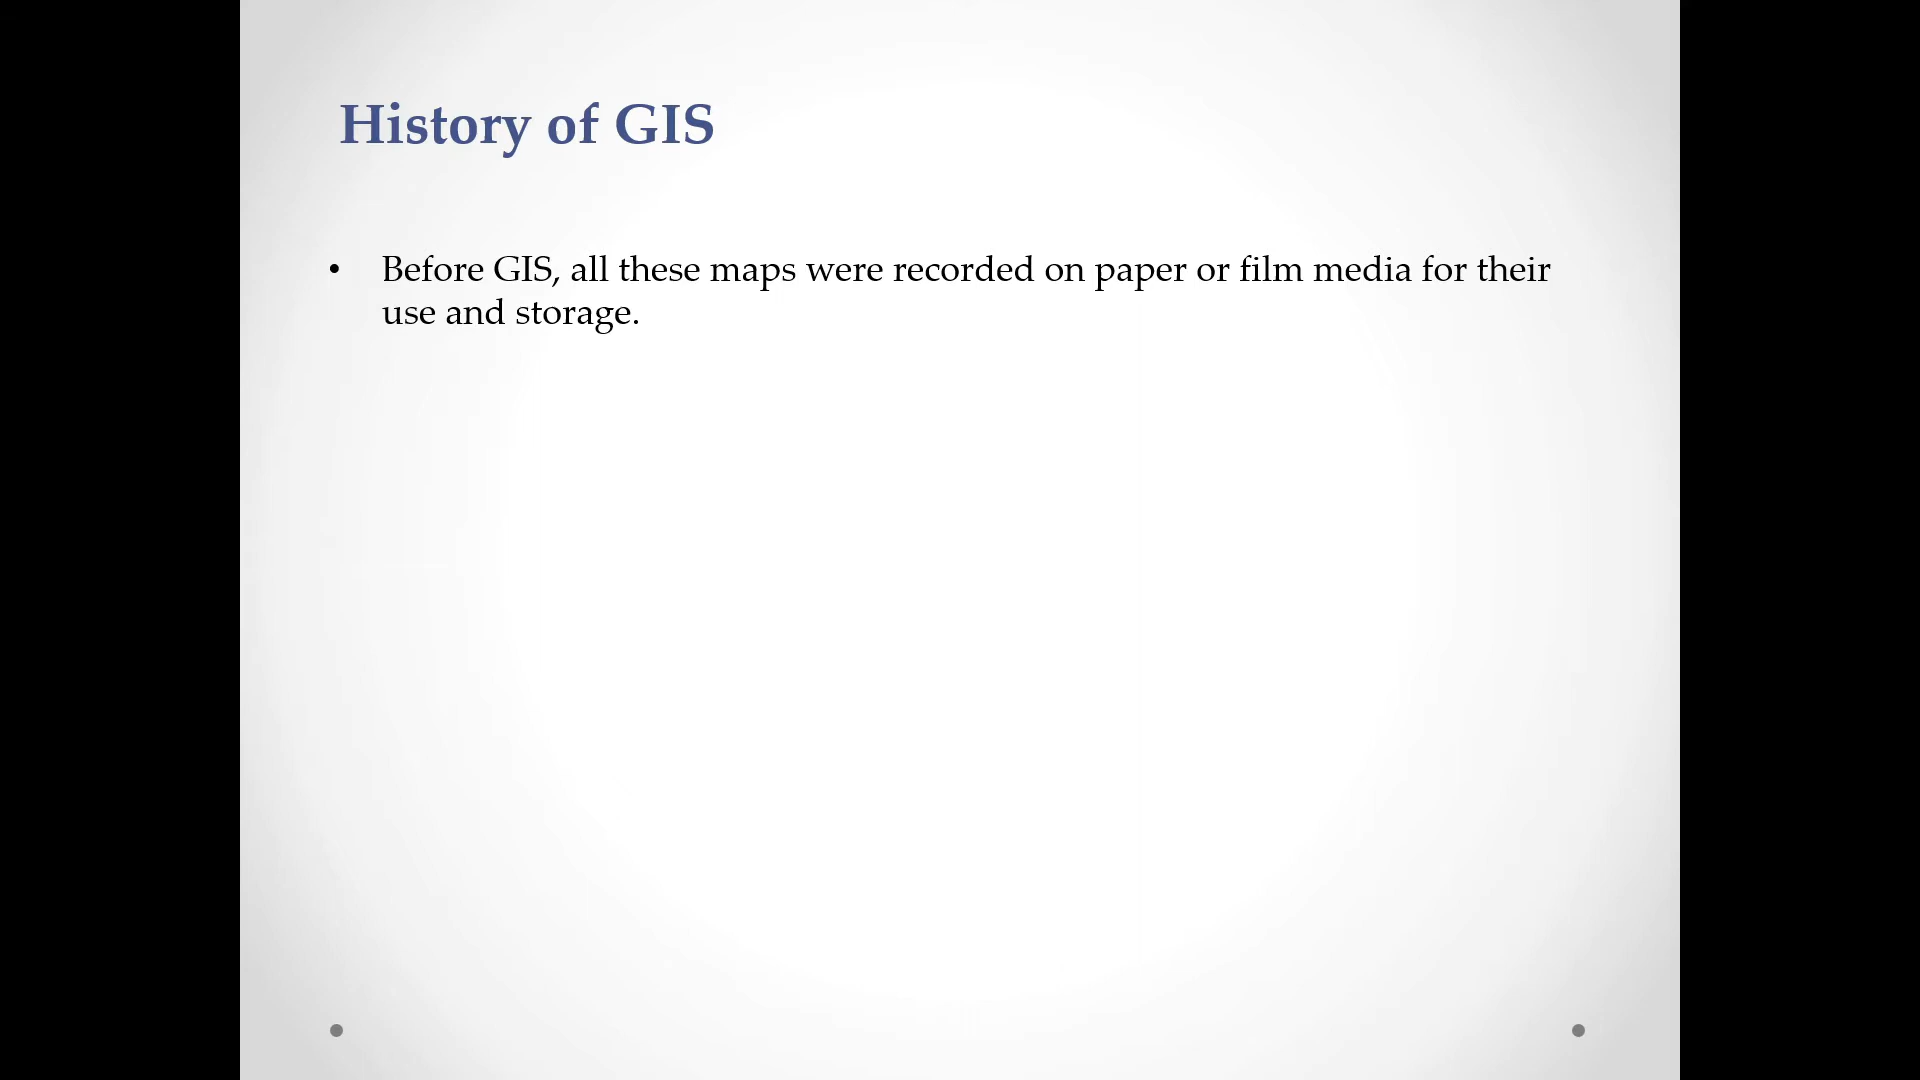 History of GIS
• Before GIS, all these maps were recorded on paper or film media for their
use and storage.